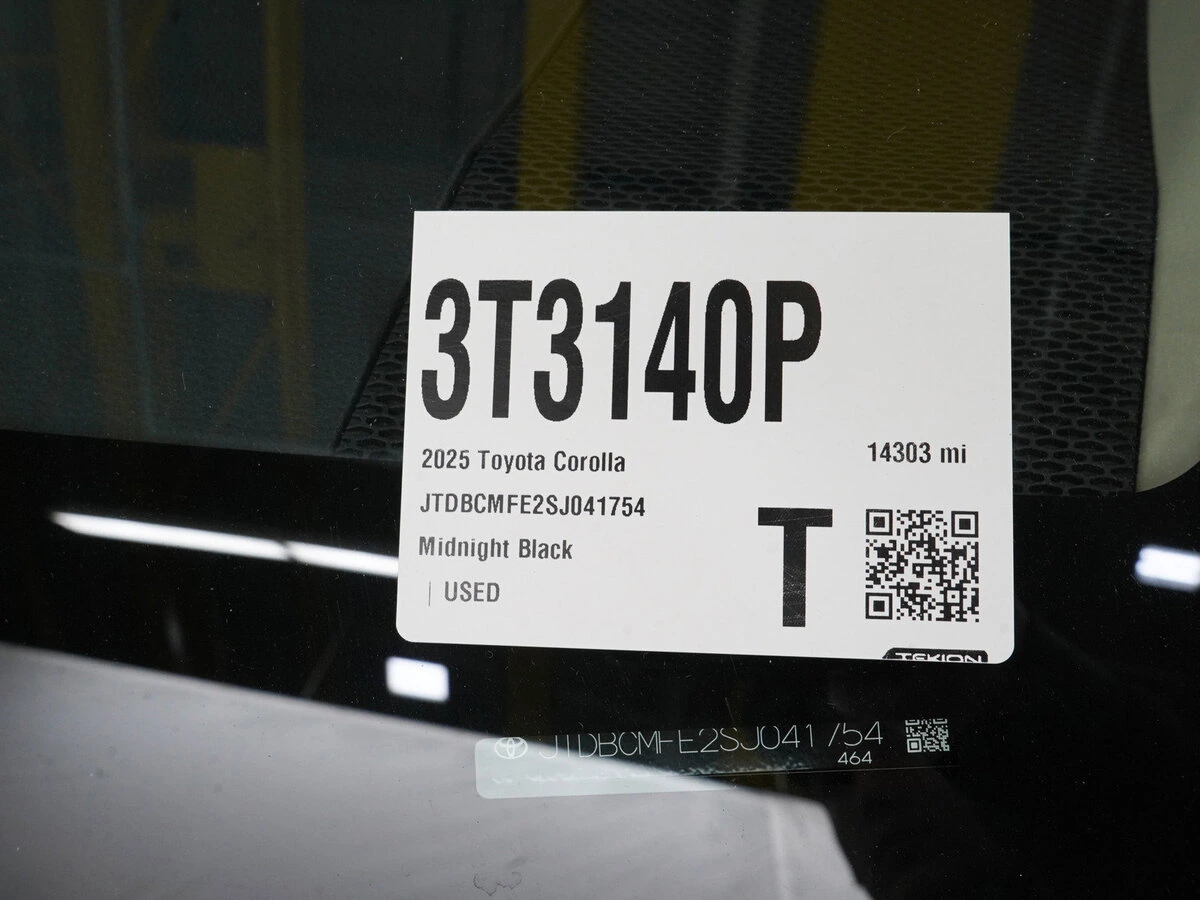 3T3140P
2025 Toyota Corolla
14303 mi
JTDBCMFE2SJ041754
Midnight Black
| USED
T
TEKION
JTDBCMFE2SJ041754
464